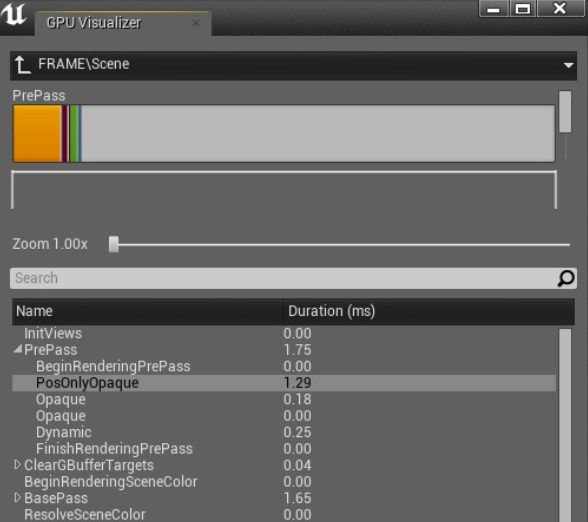 GPU Visualizer
FRAME\Scene
PrePass
Zoom 1.00x
Search
Name Duration (ms)
InitViews 0.00
PrePass 1.75
BeginRenderingPrePass 0.00
PosOnlyOpaque 1.29
Opaque 0.18
Opaque 0.00
Dynamic 0.25
FinishRenderingPrePass 0.00
ClearGBufferTargets 0.04
BeginRenderingSceneColor 0.00
BasePass 1.65
ResolveSceneColor 0.00